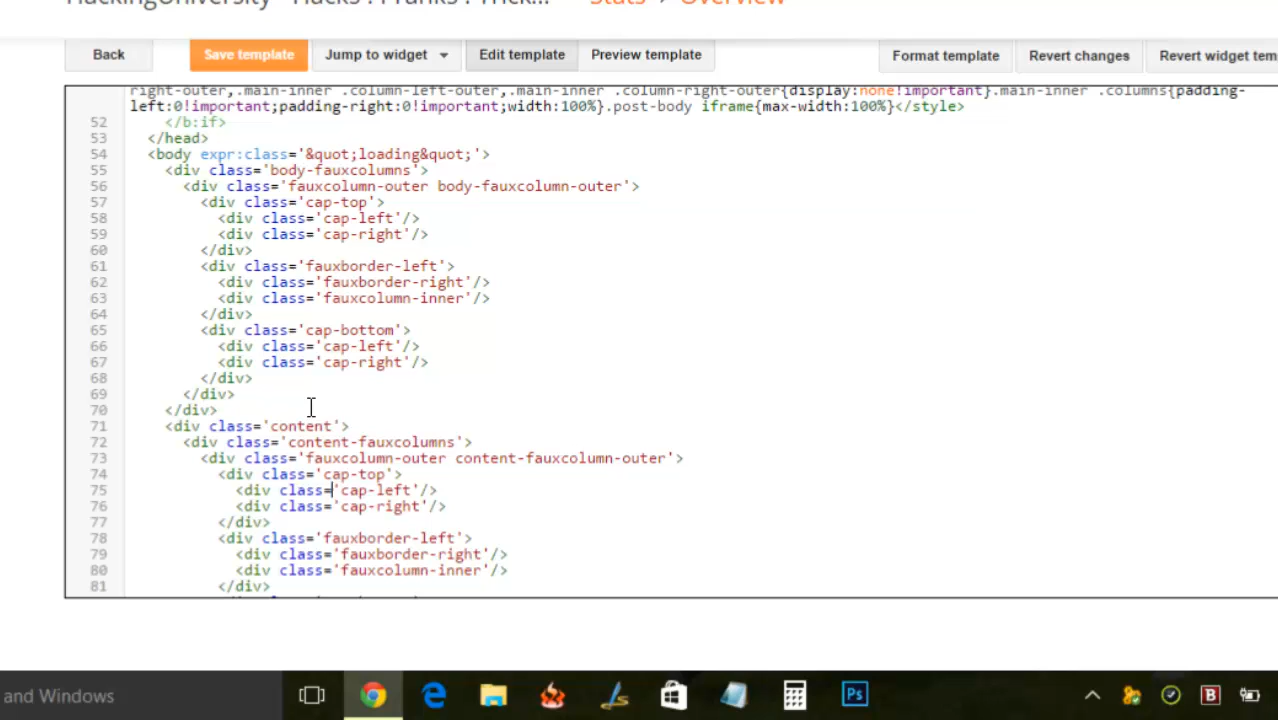 HackingUniversity - Hacks ! Pranks ! Trick...
Stats › Overview
Back
Save template
Jump to widget
Edit template
Preview template
Format template
Revert changes
Revert widget tem
right-outer,.main-inner .column-left-outer,.main-inner .column-right-outer{display:none!important}.main-inner .columns{padding-
left:0!important;padding-right:0!important;width:100%}.post-body iframe{max-width:100%}</style>
52 </b:if>
53 </head>
54 <body expr:class='&quot;loading&quot;'>
55 <div class='body-fauxcolumns'>
56 <div class='fauxcolumn-outer body-fauxcolumn-outer'>
57 <div class='cap-top'>
58 <div class='cap-left'/>
59 <div class='cap-right'/>
60 </div>
61 <div class='fauxborder-left'>
62 <div class='fauxborder-right'/>
63 <div class='fauxcolumn-inner'/>
64 </div>
65 <div class='cap-bottom'>
66 <div class='cap-left'/>
67 <div class='cap-right'/>
68 </div>
69 </div>
70 </div>
71 <div class='content'>
72 <div class='content-fauxcolumns'>
73 <div class='fauxcolumn-outer content-fauxcolumn-outer'>
74 <div class='cap-top'>
75 <div class='cap-left'/>
76 <div class='cap-right'/>
77 </div>
78 <div class='fauxborder-left'>
79 <div class='fauxborder-right'/>
80 <div class='fauxcolumn-inner'/>
81 </div>
and Windows
B
Ps